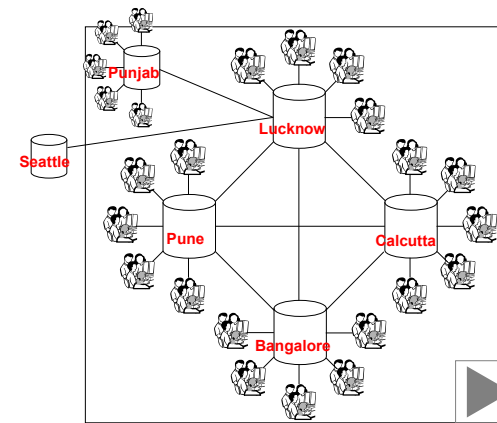 Punjab
Lucknow
Seattle
Pune
Calcutta
Bangalore